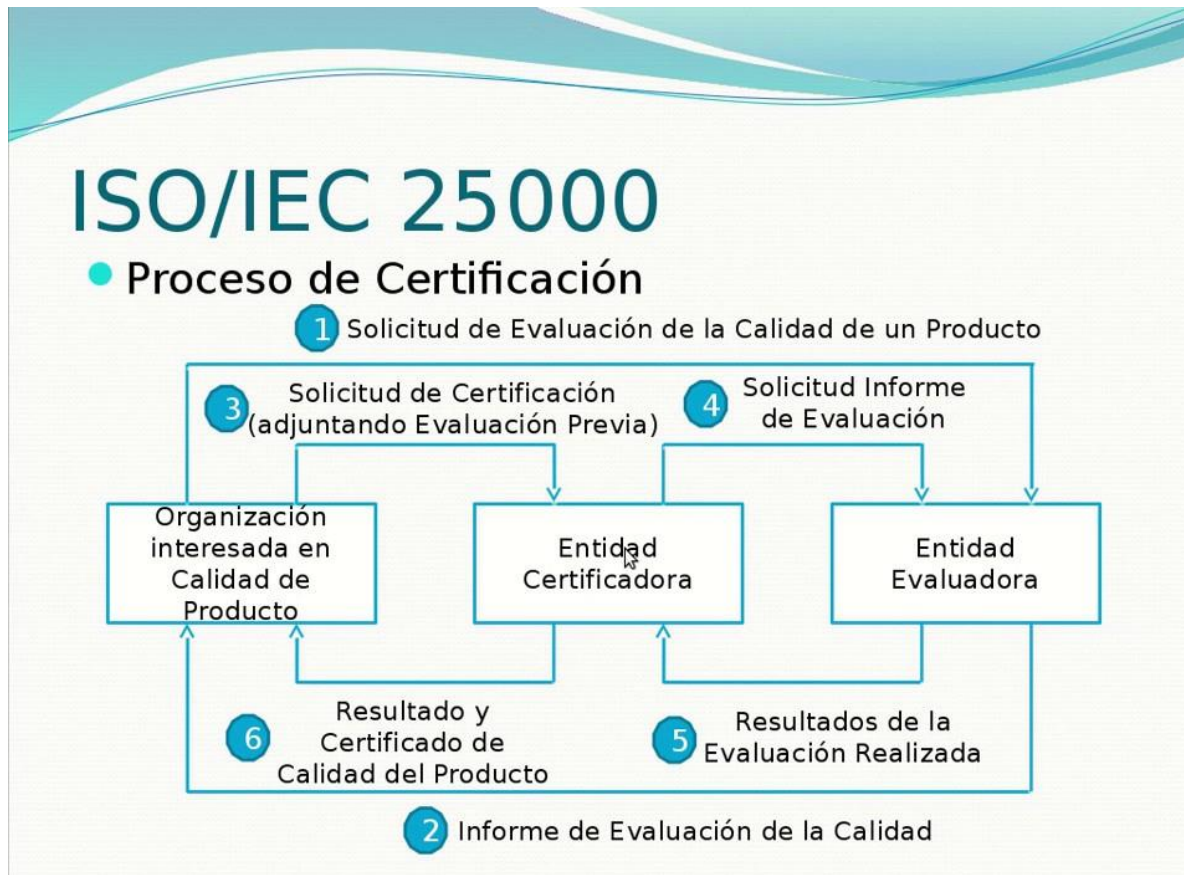 ISO/IEC 25000
Proceso de Certificación
1 Solicitud de Evaluación de la Calidad de un Producto
3 Solicitud de Certificación
(adjuntando Evaluación Previa)
4 Solicitud Informe
de Evaluación
Organización
interesada en
Calidad de
Producto
Entidad
Certificadora
Entidad
Evaluadora
6 Resultado y
Certificado de
Calidad del Producto
5 Resultados de la
Evaluación Realizada
2 Informe de Evaluación de la Calidad